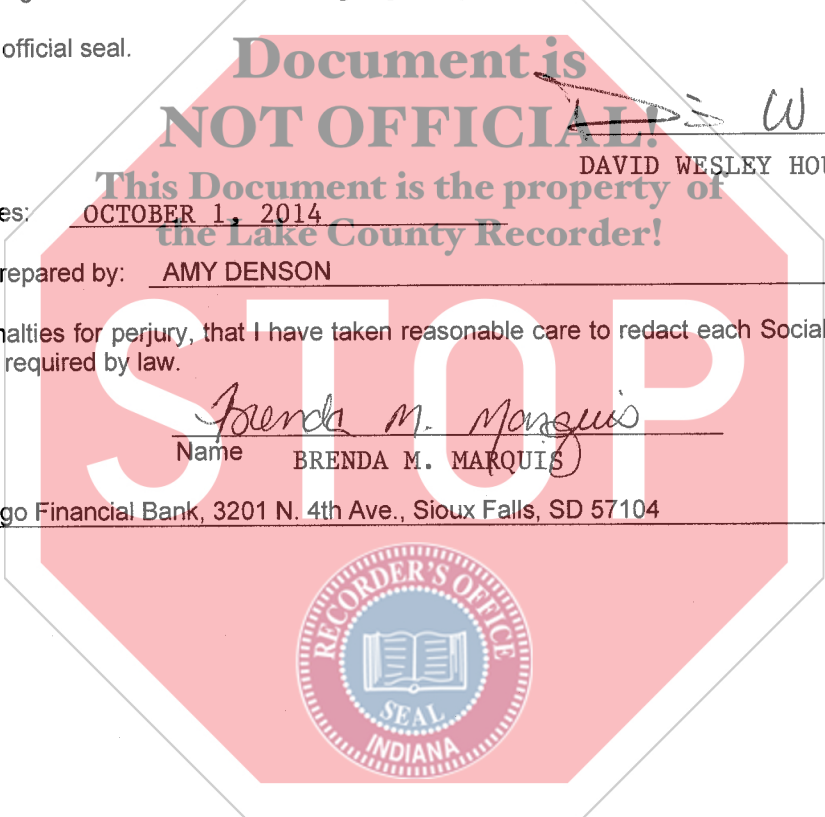 official seal.
Document is
NOT OFFICIAL!
W
DAVID WESLEY HOU
This Document is the property of
es: OCTOBER 1, 2014
the Lake County Recorder!
repared by: AMY DENSON
nalties for perjury, that I have taken reasonable care to redact each Social
required by law.
STOP
Brenda M. Marquis
Name BRENDA M. MARQUIS
go Financial Bank, 3201 N. 4th Ave., Sioux Falls, SD 57104
RECORDER'S OFFICE
SEAL
INDIANA